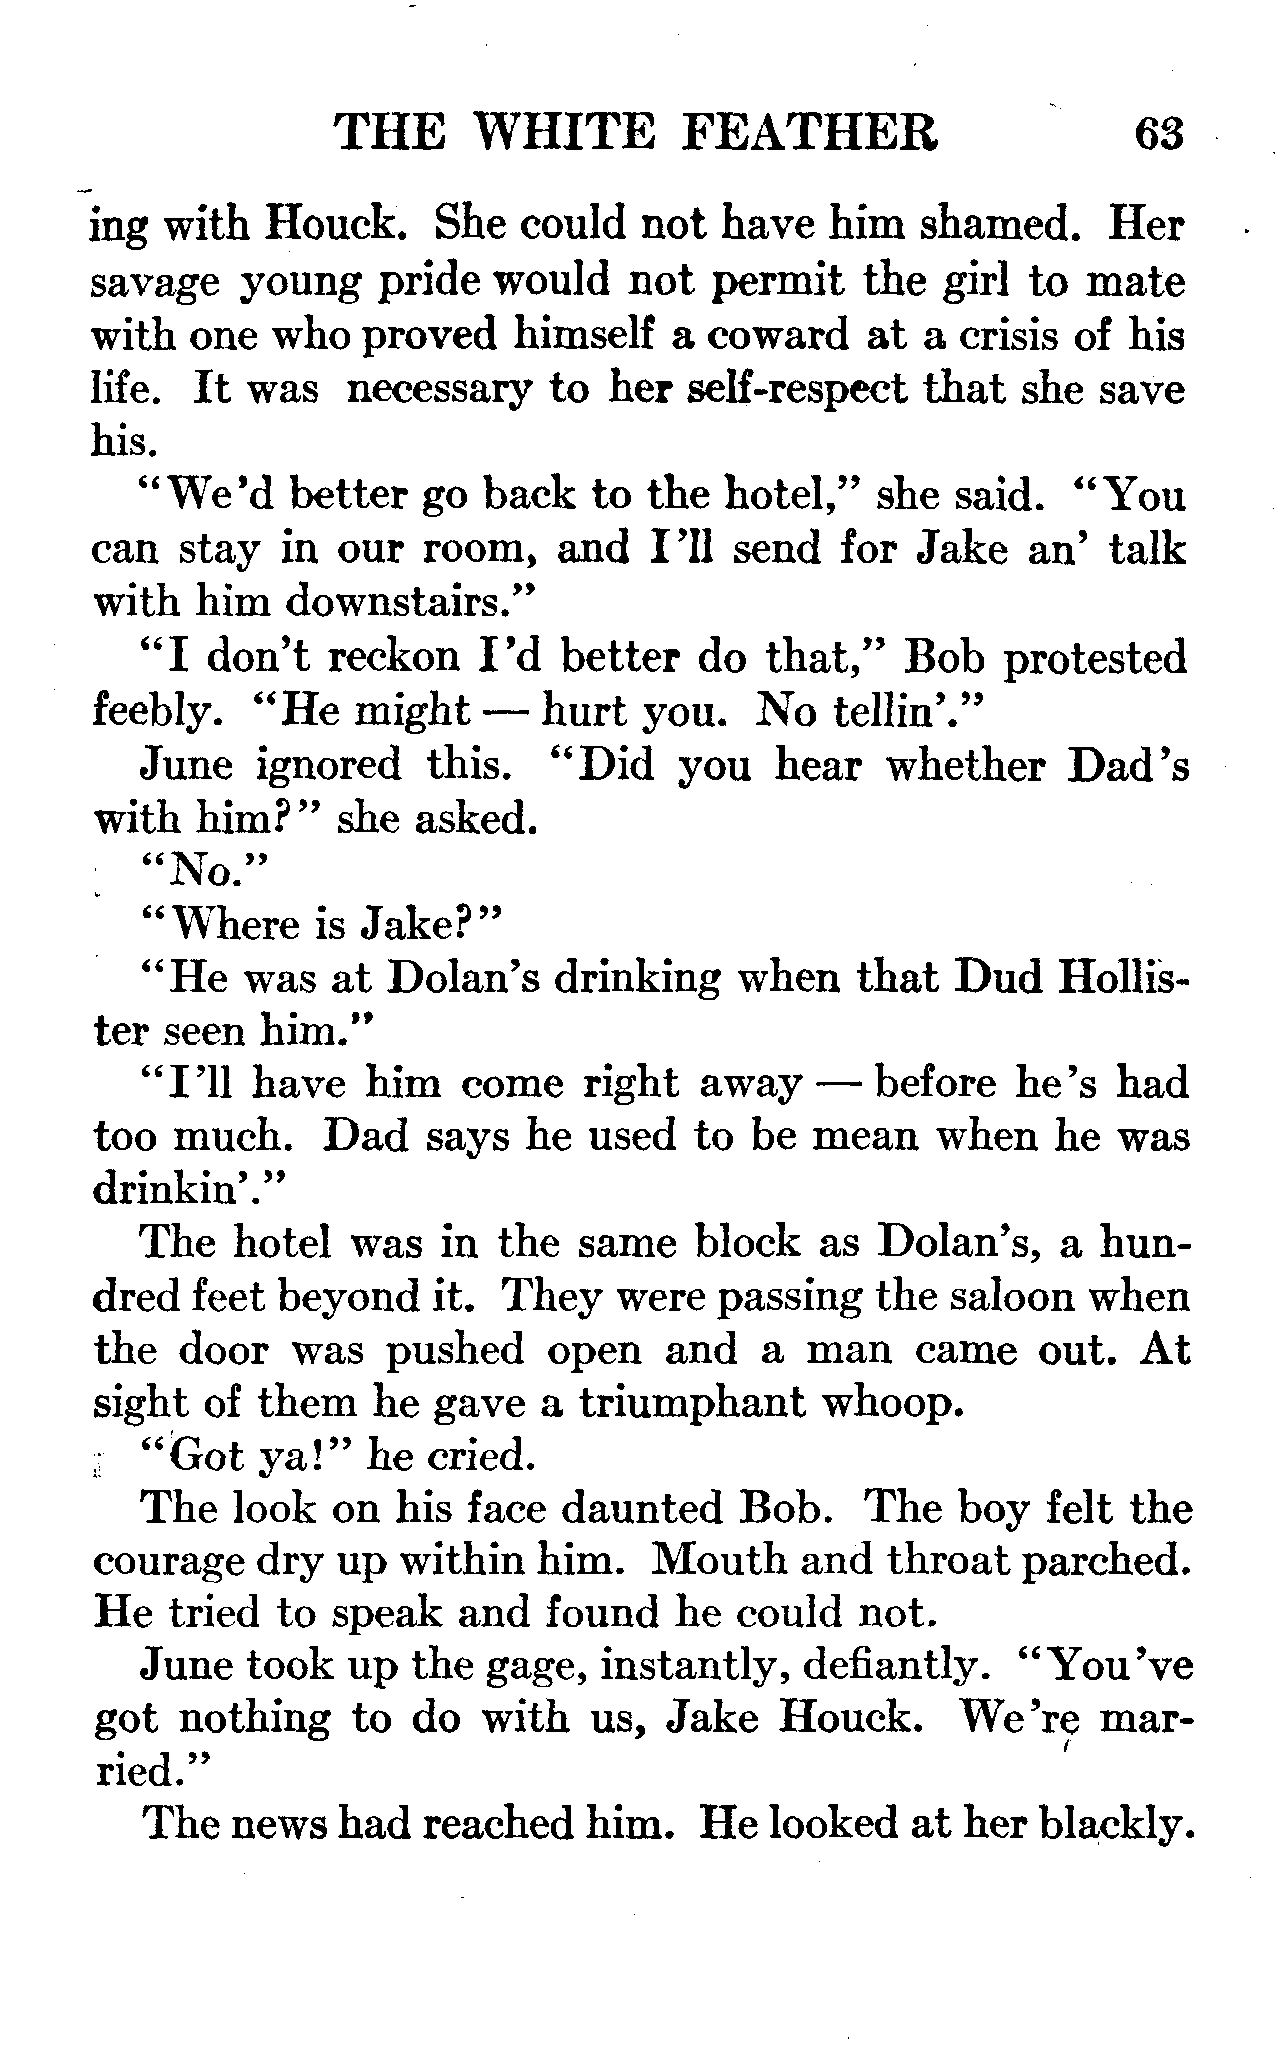 THE WHITE FEATHER 63
ing with Houck. She could not have him shamed. Her
savage young pride would not permit the girl to mate
with one who proved himself a coward at a crisis of his
life. It was necessary to her self-respect that she save
his.
"We'd better go back to the hotel," she said. "You
can stay in our room, and I'll send for Jake an' talk
with him downstairs."
"I don't reckon I'd better do that," Bob protested
feebly. "He might — hurt you. No tellin'."
June ignored this. "Did you hear whether Dad's
with him?" she asked.
"No."
"Where is Jake?"
"He was at Dolan's drinking when that Dud Hollis-
ter seen him."
"I'll have him come right away — before he's had
too much. Dad says he used to be mean when he was
drinkin'."
The hotel was in the same block as Dolan's, a hun-
dred feet beyond it. They were passing the saloon when
the door was pushed open and a man came out. At
sight of them he gave a triumphant whoop.
"Got ya!" he cried.
The look on his face daunted Bob. The boy felt the
courage dry up within him. Mouth and throat parched.
He tried to speak and found he could not.
June took up the gage, instantly, defiantly. "You've
got nothing to do with us, Jake Houck. We're mar-
ried."
The news had reached him. He looked at her blackly.